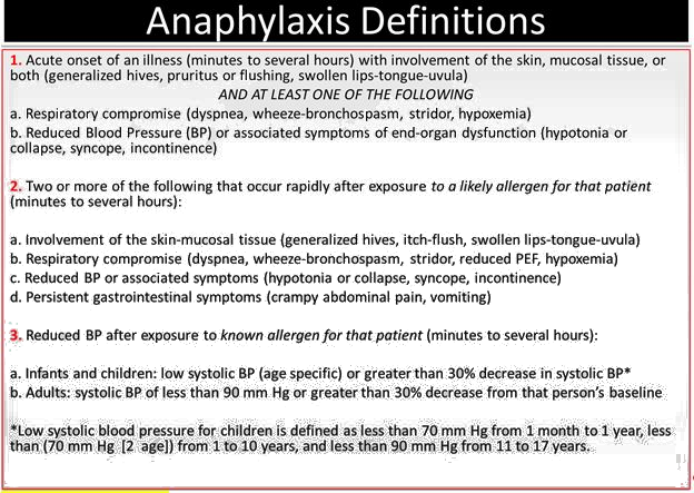 Anaphylaxis Definitions
1. Acute onset of an illness (minutes to several hours) with involvement of the skin, mucosal tissue, or
both (generalized hives, pruritus or flushing, swollen lips-tongue-uvula)
AND AT LEAST ONE OF THE FOLLOWING
a. Respiratory compromise (dyspnea, wheeze-bronchospasm, stridor, hypoxemia)
b. Reduced Blood Pressure (BP) or associated symptoms of end-organ dysfunction (hypotonia or
collapse, syncope, incontinence)
2. Two or more of the following that occur rapidly after exposure to a likely allergen for that patient
(minutes to several hours):
a. Involvement of the skin-mucosal tissue (generalized hives, itch-flush, swollen lips-tongue-uvula)
b. Respiratory compromise (dyspnea, wheeze-bronchospasm, stridor, reduced PEF, hypoxemia)
c. Reduced BP or associated symptoms (hypotonia or collapse, syncope, incontinence)
d. Persistent gastrointestinal symptoms (crampy abdominal pain, vomiting)
3. Reduced BP after exposure to known allergen for that patient (minutes to several hours):
a. Infants and children: low systolic BP (age specific) or greater than 30% decrease in systolic BP*
b. Adults: systolic BP of less than 90 mm Hg or greater than 30% decrease from that person's baseline
*Low systolic blood pressure for children is defined as less than 70 mm Hg from 1 month to 1 year, less
than (70 mm Hg [2 age]) from 1 to 10 years, and less than 90 mm Hg from 11 to 17 years.